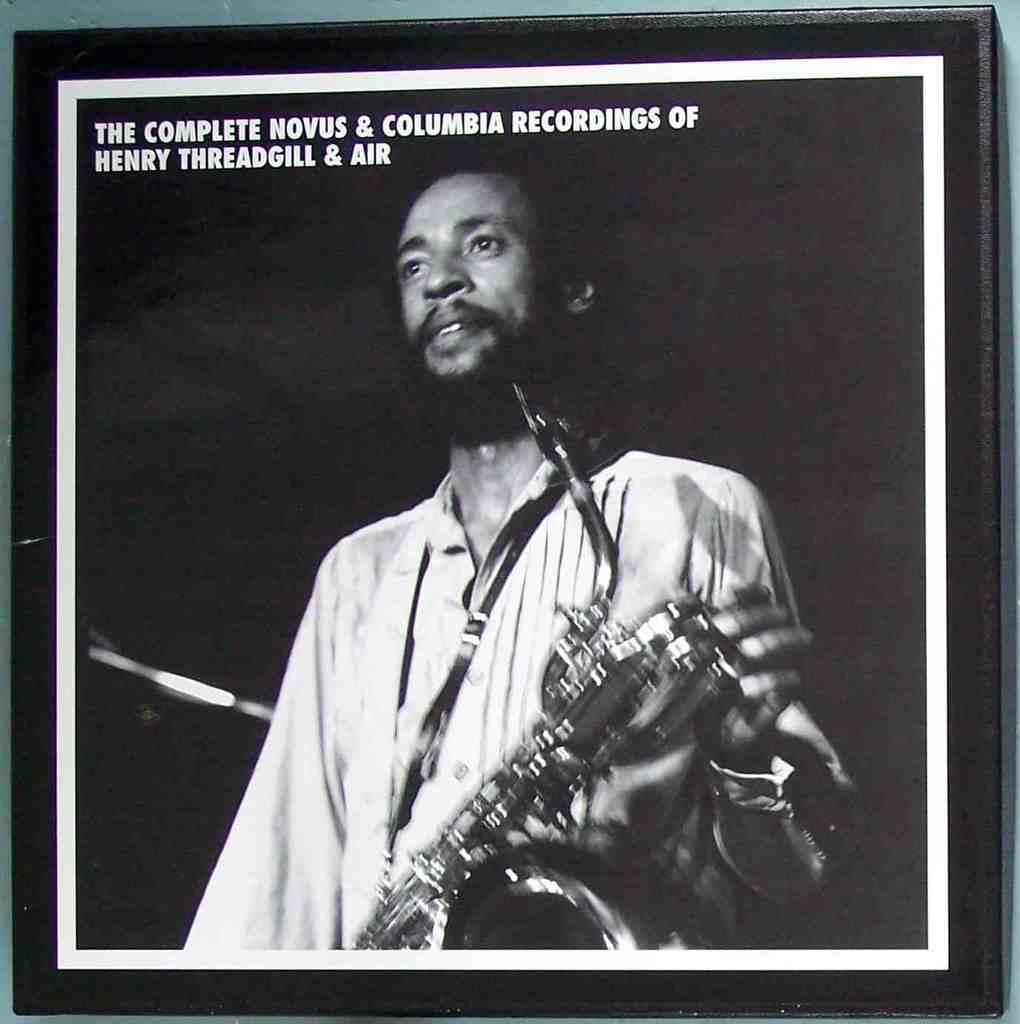 THE COMPLETE NOVUS & COLUMBIA RECORDINGS OF
HENRY THREADGILL & AIR